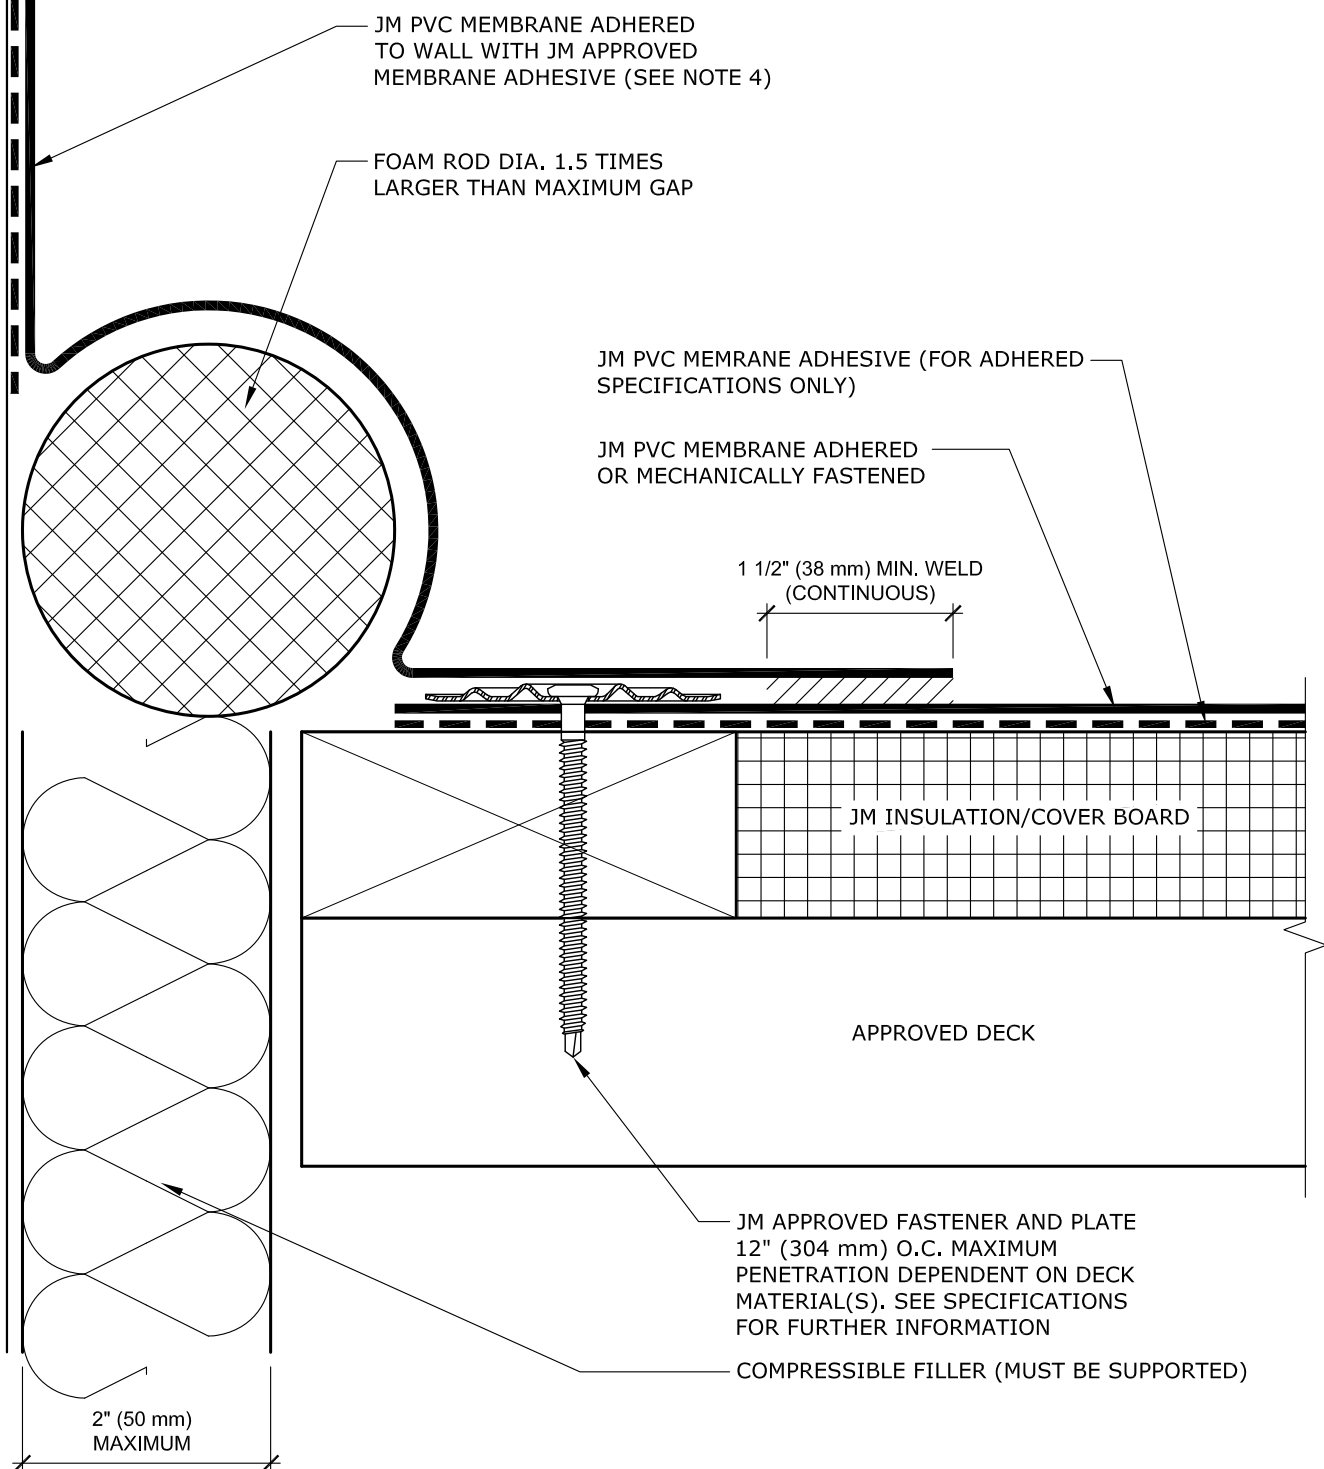 JM PVC MEMBRANE ADHERED
TO WALL WITH JM APPROVED
MEMBRANE ADHESIVE (SEE NOTE 4)
FOAM ROD DIA. 1.5 TIMES
LARGER THAN MAXIMUM GAP
JM PVC MEMRANE ADHESIVE (FOR ADHERED
SPECIFICATIONS ONLY)
JM PVC MEMBRANE ADHERED
OR MECHANICALLY FASTENED
1 1/2" (38 mm) MIN. WELD
(CONTINUOUS)
JM INSULATION/COVER BOARD
APPROVED DECK
JM APPROVED FASTENER AND PLATE
12" (304 mm) O.C. MAXIMUM
PENETRATION DEPENDENT ON DECK
MATERIAL(S). SEE SPECIFICATIONS
FOR FURTHER INFORMATION
COMPRESSIBLE FILLER (MUST BE SUPPORTED)
2" (50 mm)
MAXIMUM